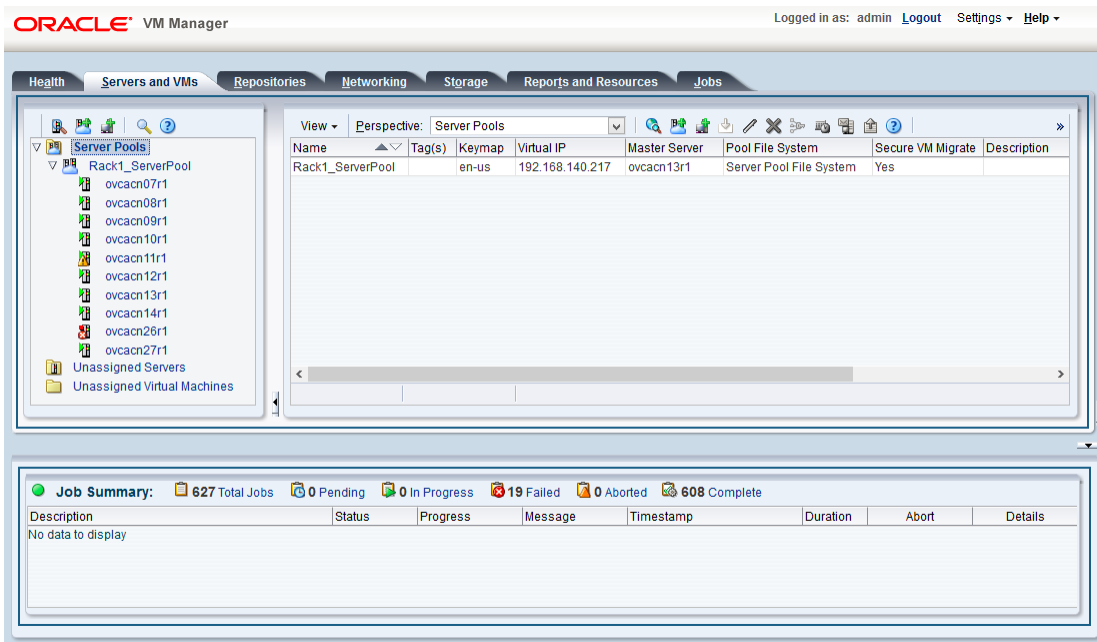 ORACLE VM Manager
Logged in as: admin Logout Settings Help
Health Servers and VMs Repositories Networking Storage Reports and Resources Jobs
View Perspective: Server Pools
Server Pools
Rack1_ServerPool
ovcacn07r1
ovcacn08r1
ovcacn09r1
ovcacn10r1
ovcacn11r1
ovcacn12r1
ovcacn13r1
ovcacn14r1
ovcacn26r1
ovcacn27r1
Unassigned Servers
Unassigned Virtual Machines
Name Tag(s) Keymap Virtual IP Master Server Pool File System Secure VM Migrate Description
Rack1_ServerPool en-us 192.168.140.217 ovcacn13r1 Server Pool File System Yes
Job Summary: 627 Total Jobs 0 Pending 0 In Progress 19 Failed 0 Aborted 608 Complete
Description Status Progress Message Timestamp Duration Abort Details
No data to display